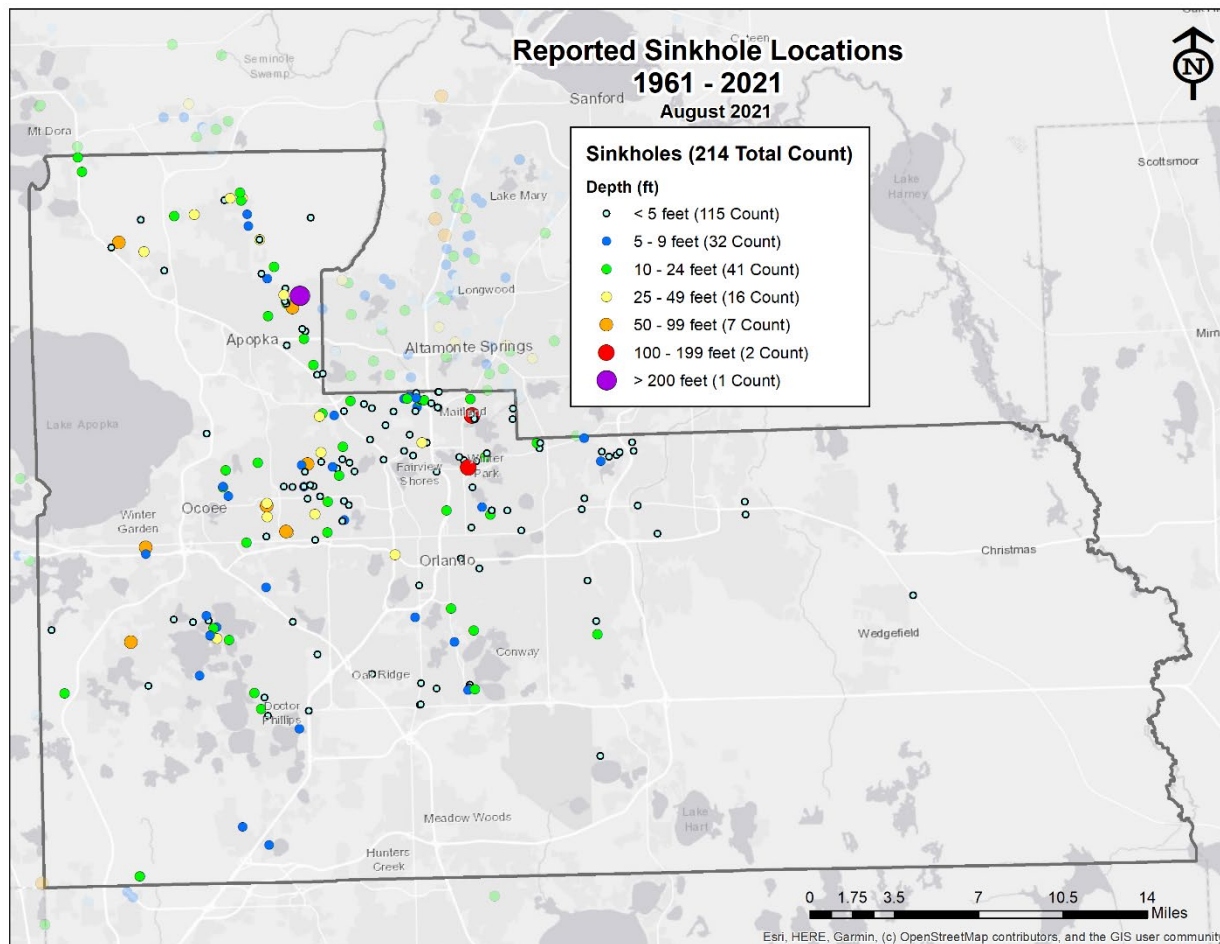 Reported Sinkhole Locations
1961 - 2021
August 2021
N
Sinkholes (214 Total Count)
Depth (ft)
< 5 feet (115 Count)
5 - 9 feet (32 Count)
10 - 24 feet (41 Count)
25 - 49 feet (16 Count)
50 - 99 feet (7 Count)
100 - 199 feet (2 Count)
> 200 feet (1 Count)
Seminole
Swamp
Sanford
Mt Dora
Scottsmoor
Lake
Harney
Lake Mary
Longwood
Apopka
Altamonte Springs
Lake Apopka
Maitland
Fairview
Shores
Winter
Park
Winter
Garden
Ocoee
Orlando
Christmas
Wedgefield
Conway
Oak Ridge
Doctor
Phillips
Meadow Woods
Lake
Hart
Hunters
Creek
0 1.75 3.5 7 10.5 14
Miles
Esri, HERE, Garmin, (c) OpenStreetMap contributors, and the GIS user community